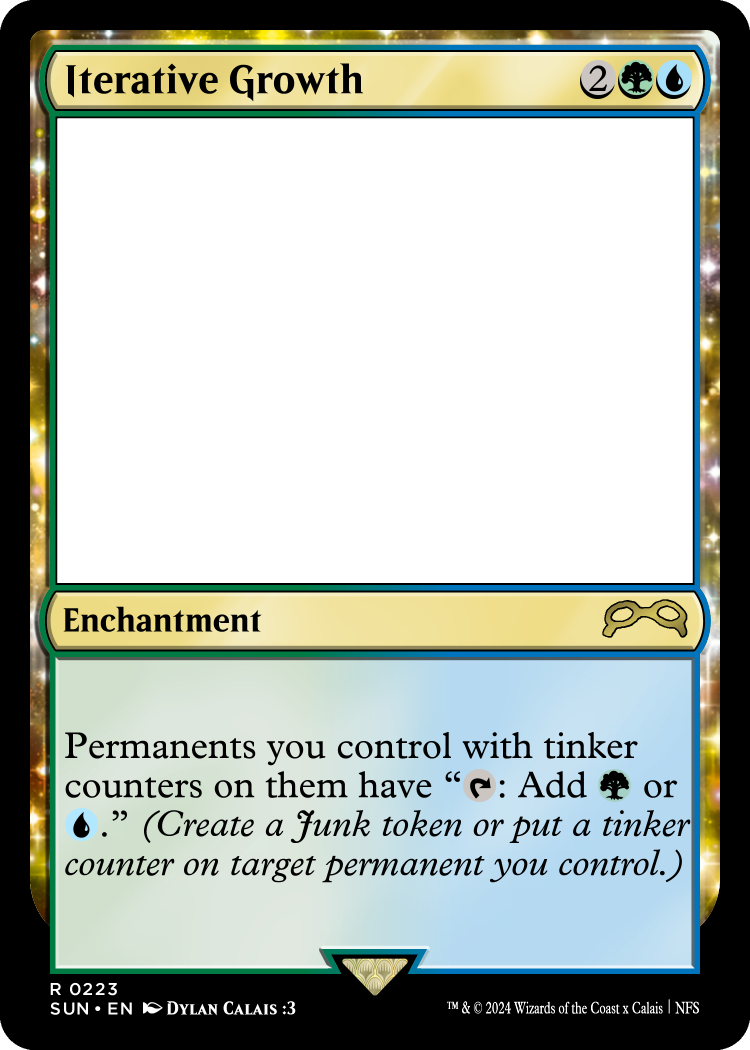 Iterative Growth 2
Enchantment
Permanents you control with tinker
counters on them have “: Add or
.” (Create a Junk token or put a tinker
counter on target permanent you control.)
R 0223
SUN • EN Dylan Calais :3
™ & © 2024 Wizards of the Coast x Calais | NFS